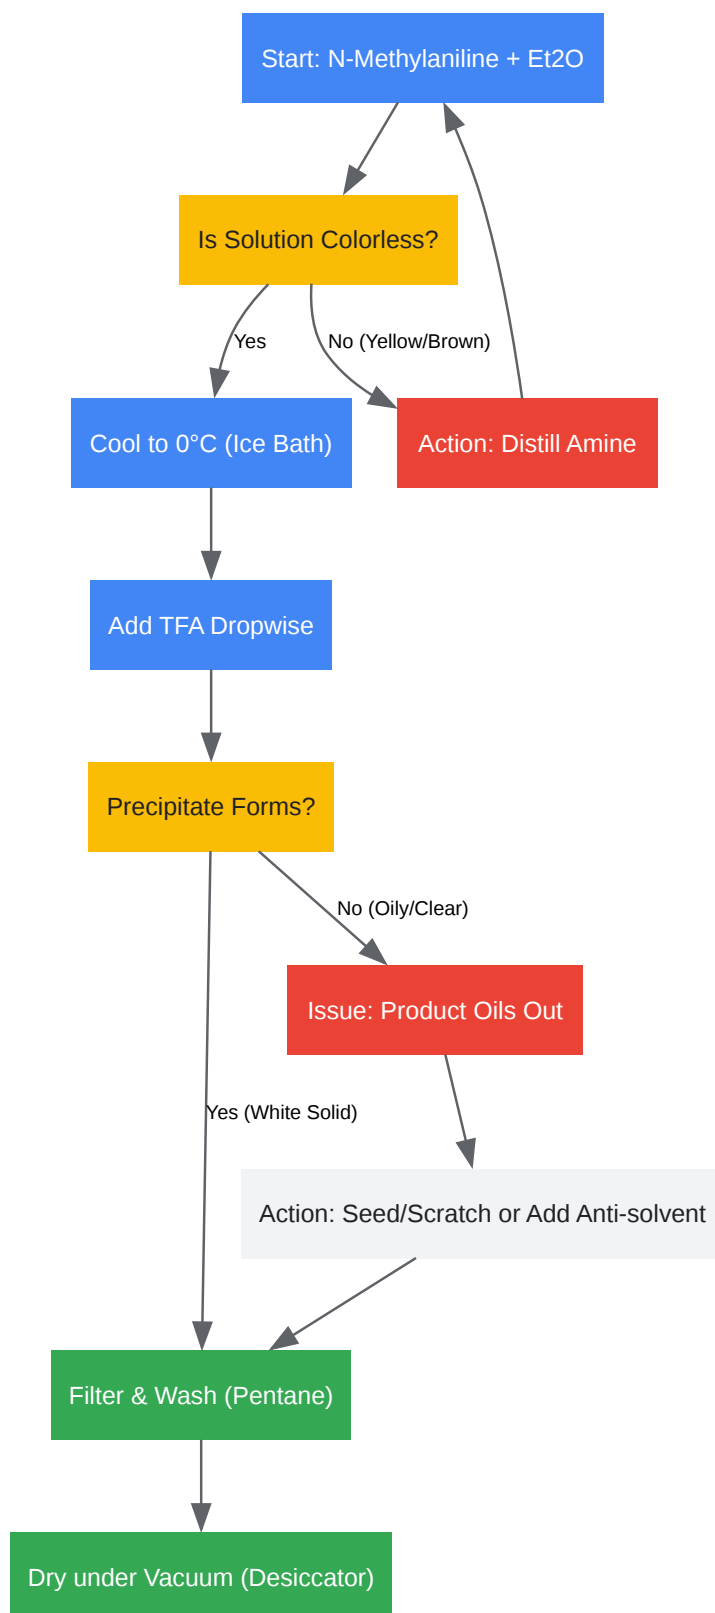 Start: N-Methylaniline + Et2O
Is Solution Colorless?
Yes
No (Yellow/Brown)
Cool to 0°C (Ice Bath)
Action: Distill Amine
Add TFA Dropwise
Precipitate Forms?
No (Oily/Clear)
Issue: Product Oils Out
Yes (White Solid)
Action: Seed/Scratch or Add Anti-solvent
Filter & Wash (Pentane)
Dry under Vacuum (Desiccator)